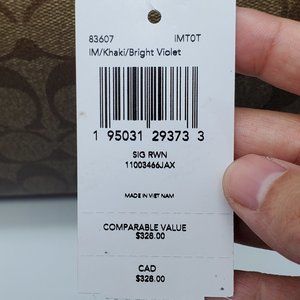 83607 IMT0T
IM/Khaki/Bright Violet
1 95031 29373 3
SIG RWN
11003466JAX
MADE IN VIET NAM
COMPARABLE VALUE
$328.00
CAD
$328.00